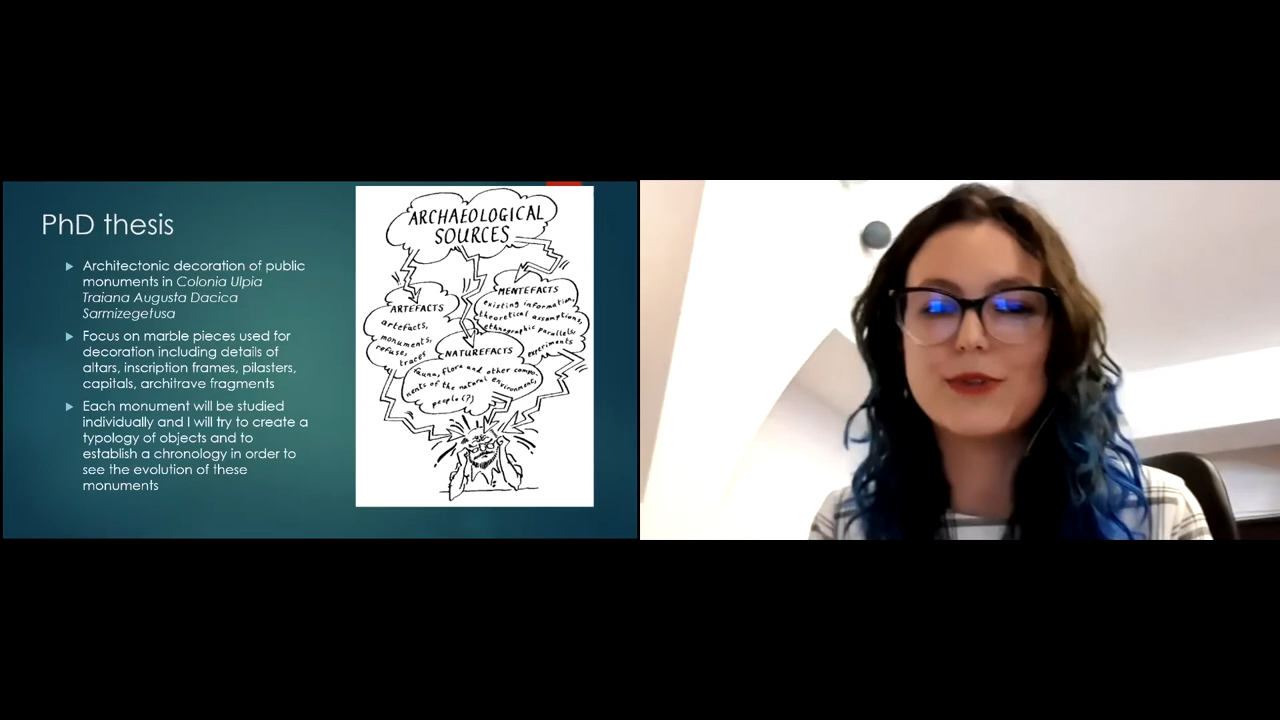 PhD thesis
Architectonic decoration of public
monuments in Colonia Ulpia
Traiana Augusta Dacica
Sarmizegetusa
Focus on marble pieces used for
decoration including details of
altars, inscription frames, pilasters,
capitals, architrave fragments
Each monument will be studied
individually and I will try to create a
typology of objects and to
establish a chronology in order to
see the evolution of these
monuments
ARCHAEOLOGICAL
SOURCES
ARTEFACTS
artefacts,
monuments,
refuse,
traces
MENTEFACTS
existing information,
theoretical assumptions,
ethnographic parallels,
experiments
NATUREFACTS
fauna, flora and other compo-
nents of the natural environment,
people (?)